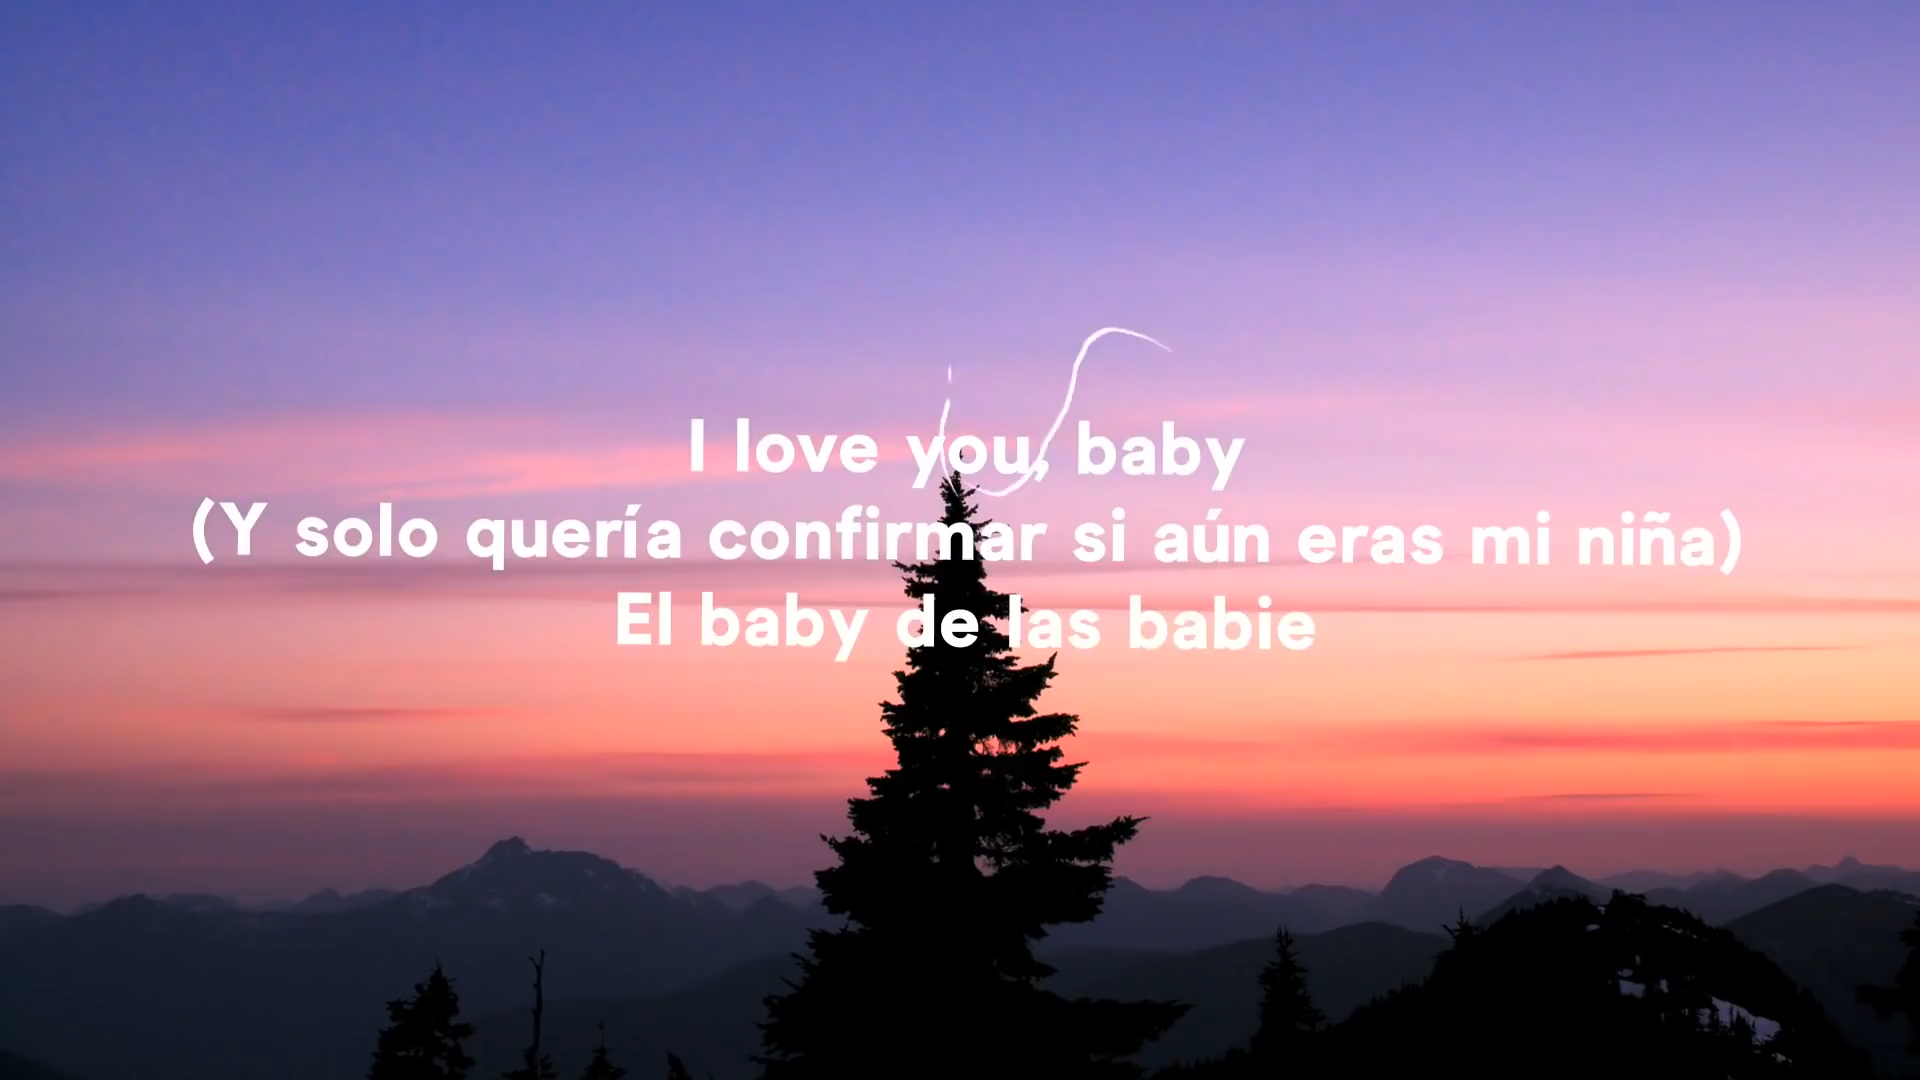 I love you, baby
(Y solo quería confirmar si aún eras mi niña)
El baby de las babie